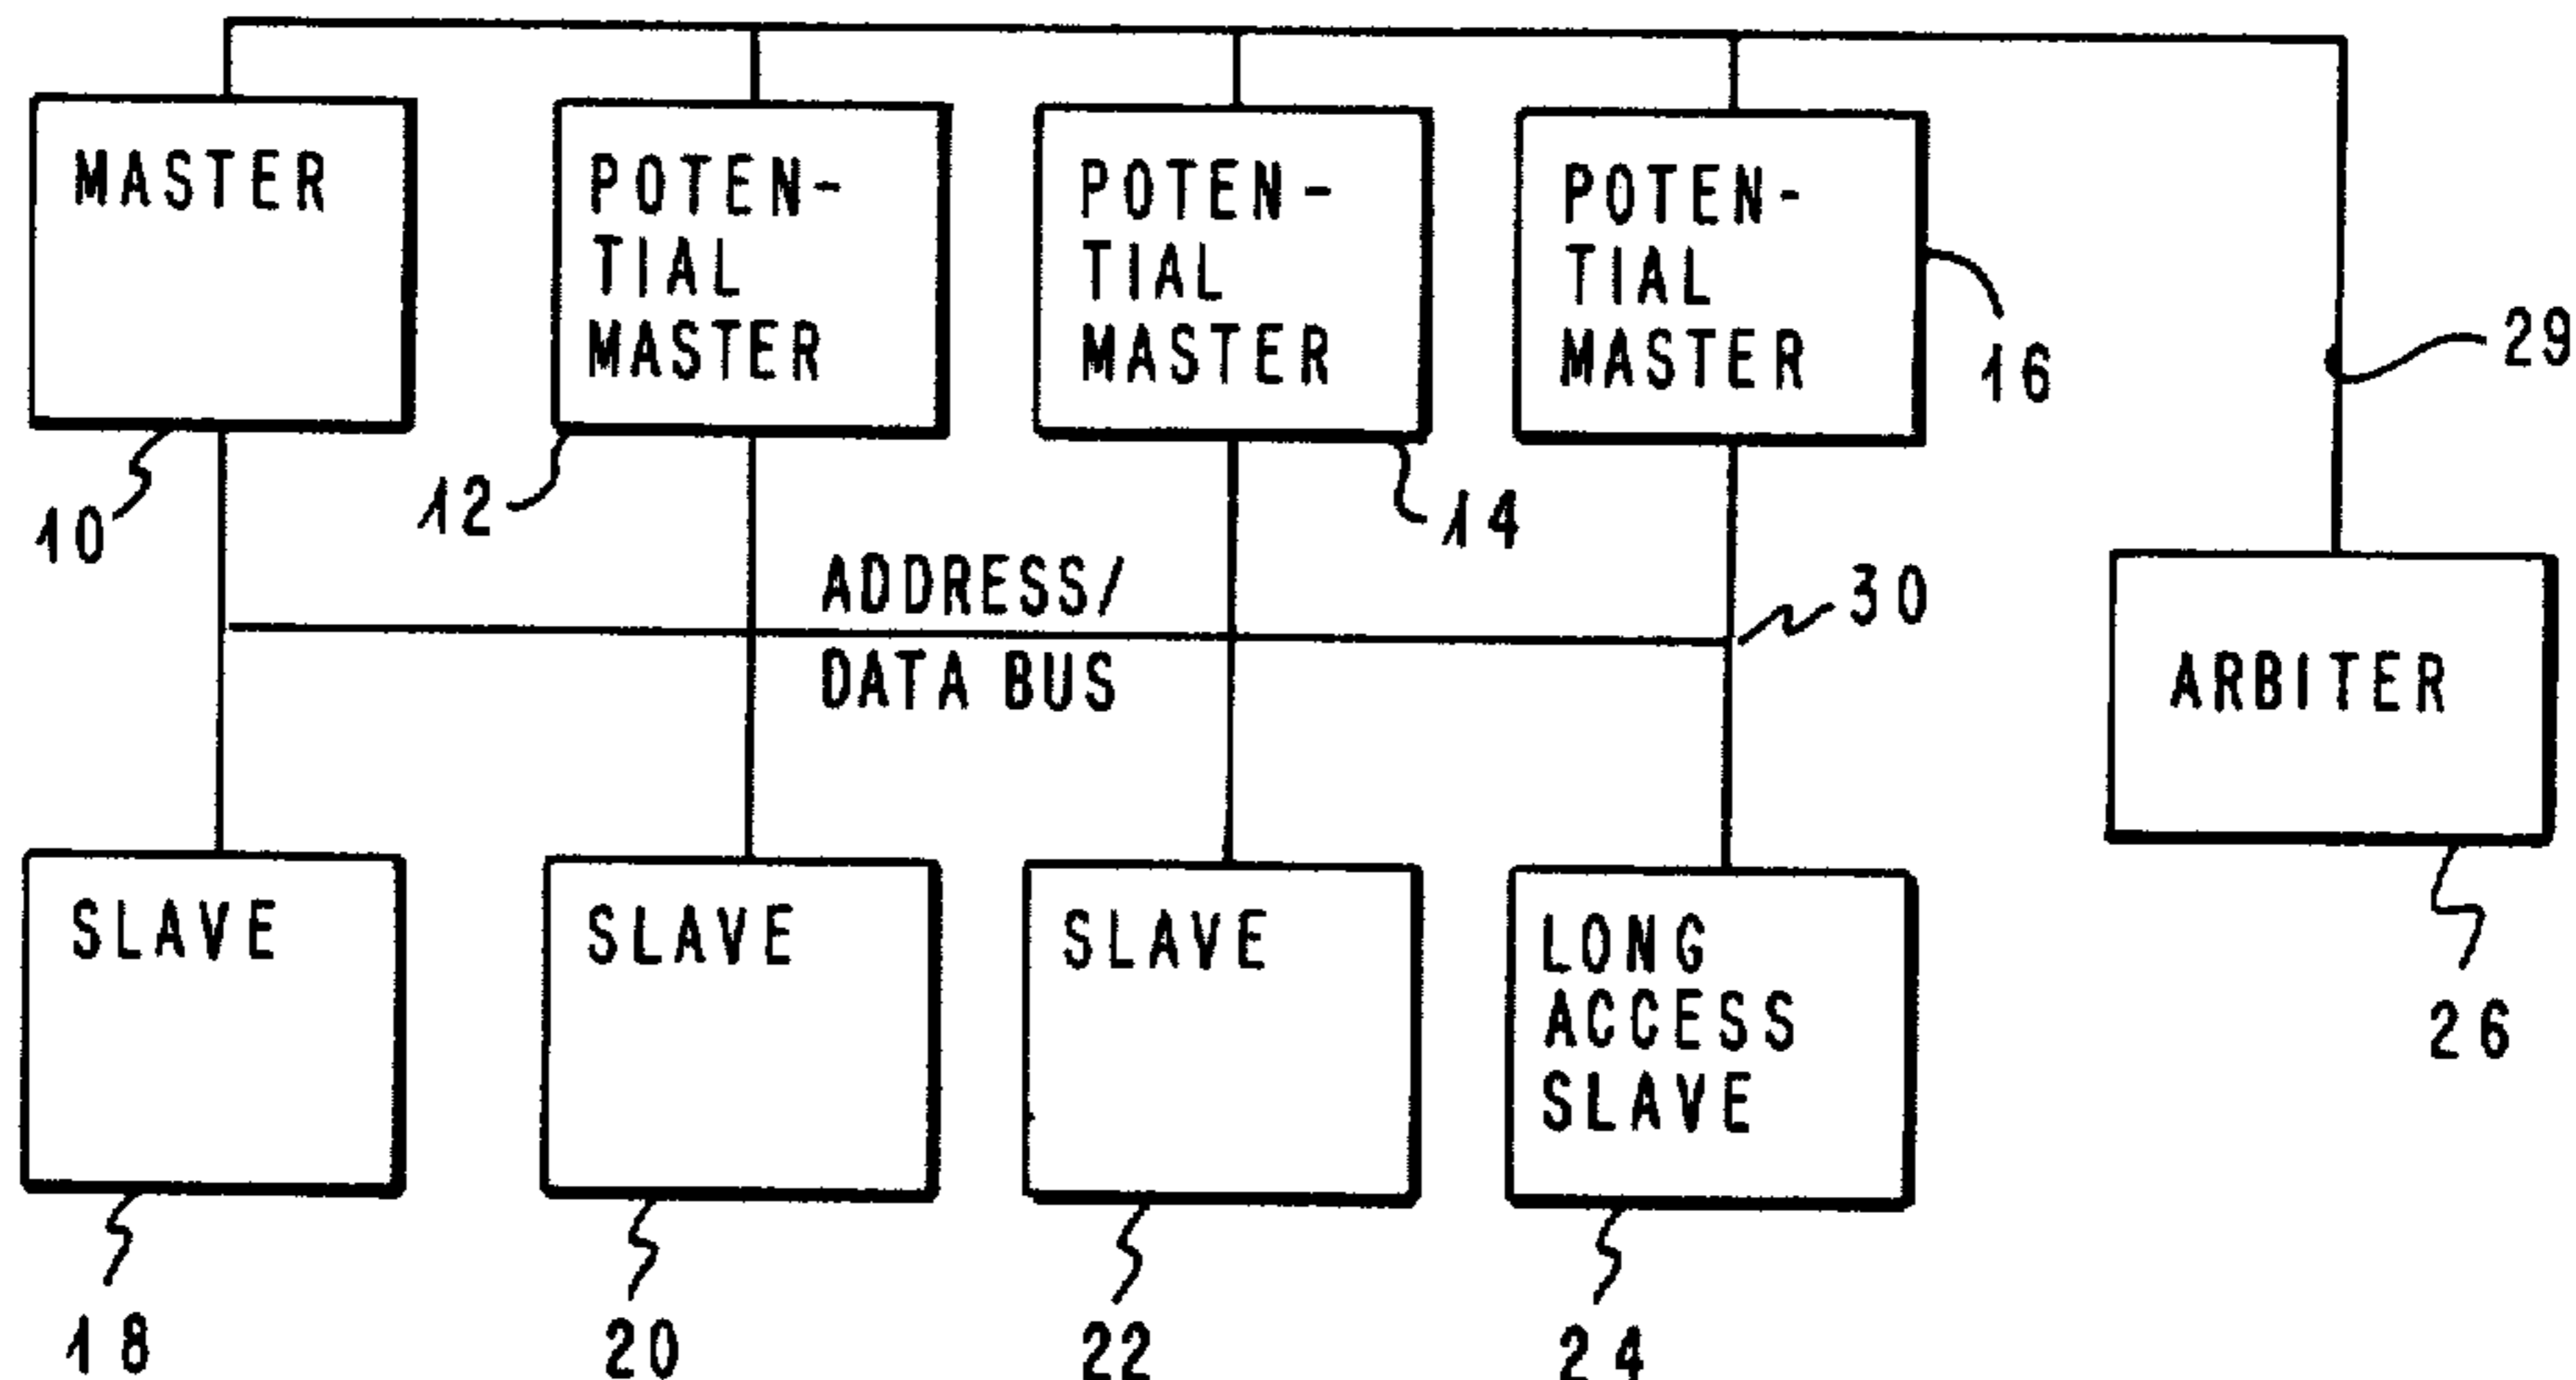 MASTER
POTEN-
TIAL
MASTER
POTEN-
TIAL
MASTER
POTEN-
TIAL
MASTER
16
29
10
12
14
ADDRESS/
DATA BUS
30
ARBITER
26
SLAVE
SLAVE
SLAVE
LONG
ACCESS
SLAVE
18
20
22
24